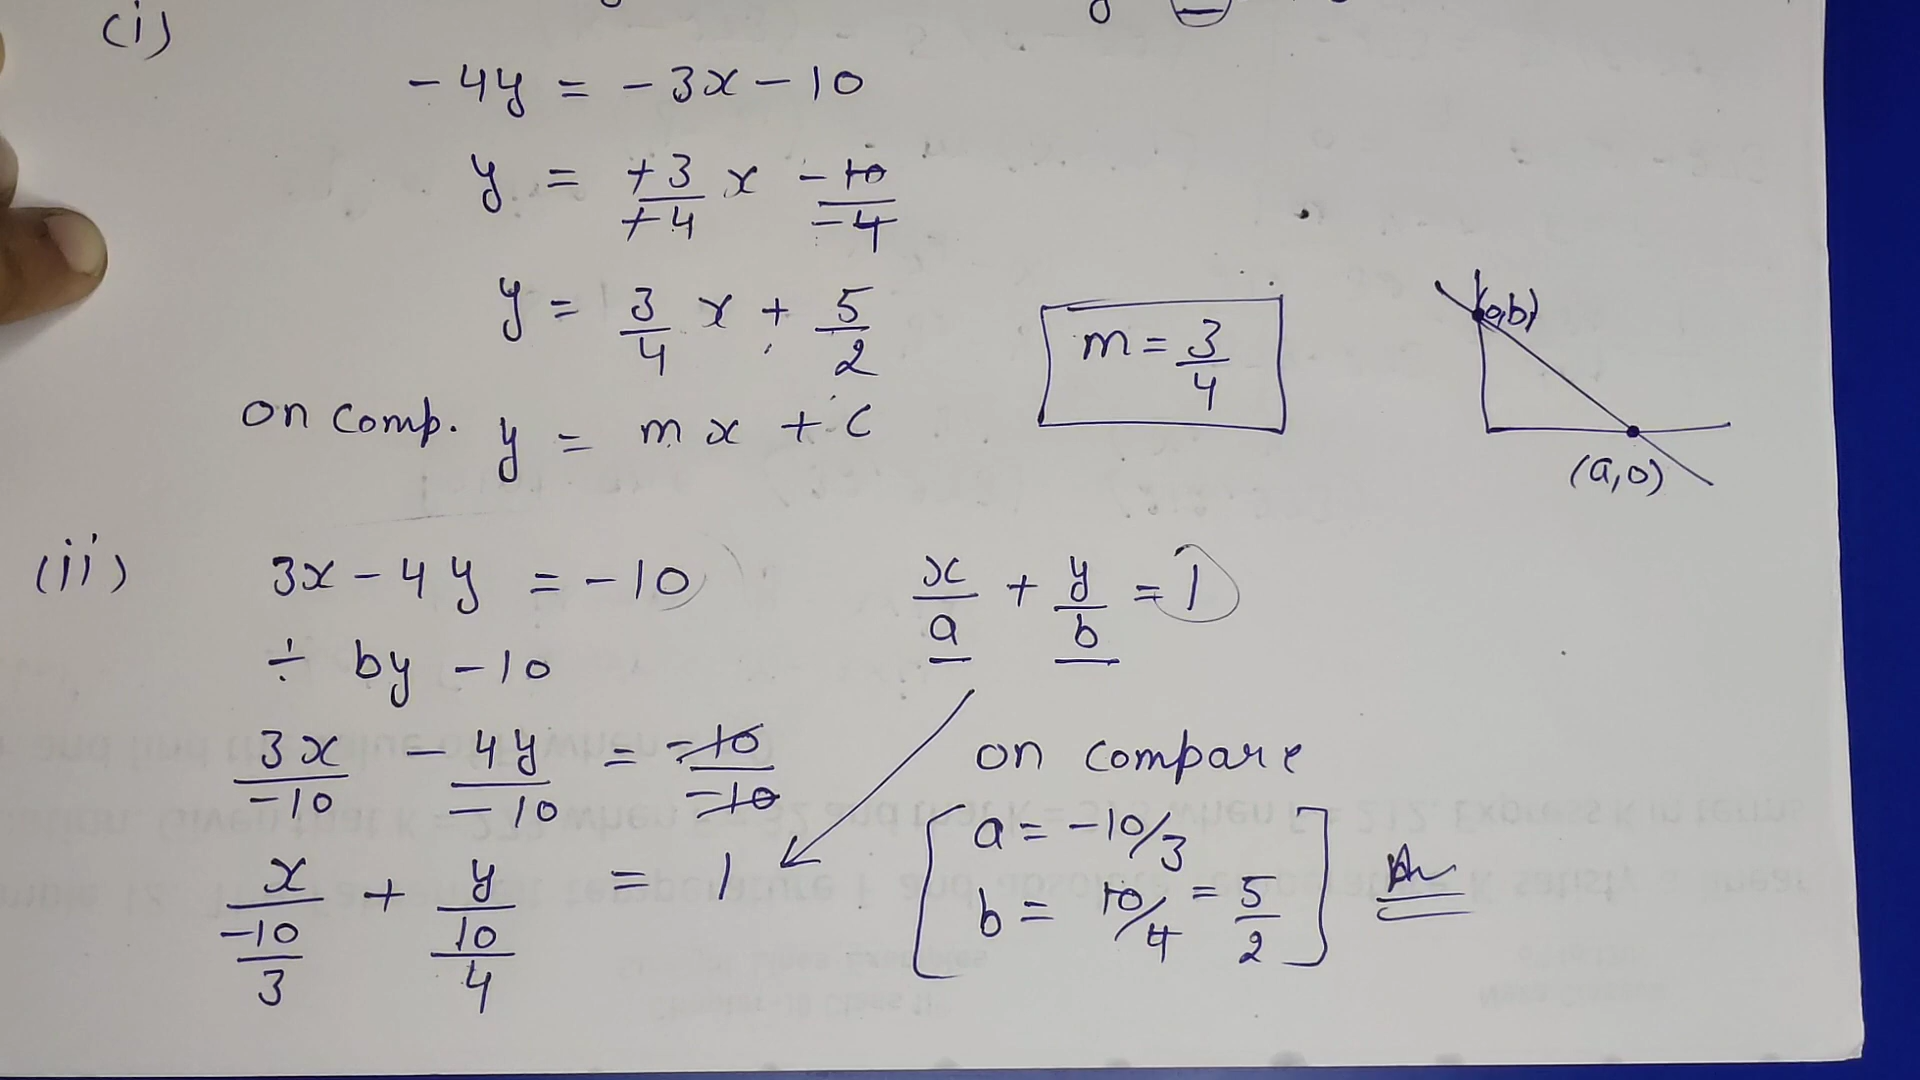 (i)
-4y = -3x - 10
y = +3/+4 x - 10/-4
y = 3/4 x + 5/2
m = 3/4
(0,b)
(a,0)
on comp. y = mx + c
(ii) 3x - 4y = -10
x/a + y/b = 1
÷ by -10
3x/-10 - 4y/-10 = -10/-10
on compare
x/(-10/3) + y/(10/4) = 1
a = -10/3
b = 10/4 = 5/2